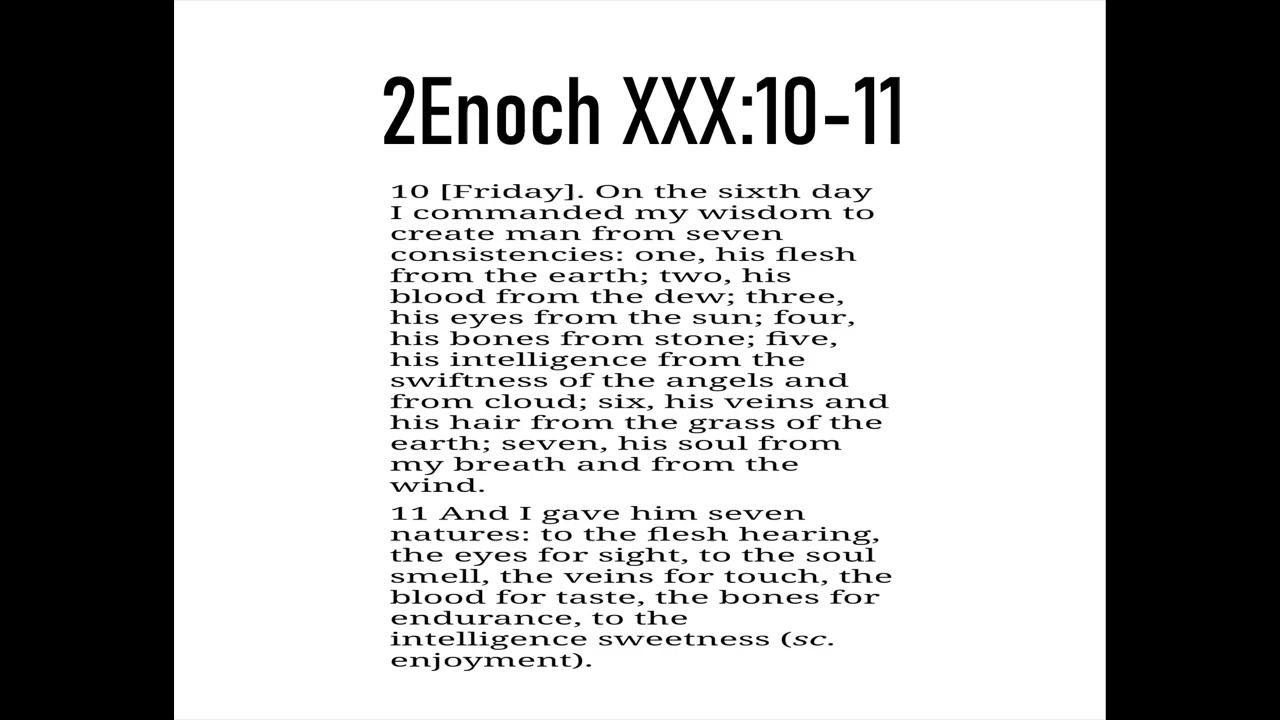 2Enoch XXX:10-11
10 [Friday]. On the sixth day
I commanded my wisdom to
create man from seven
consistencies: one, his flesh
from the earth; two, his
blood from the dew; three,
his eyes from the sun; four,
his bones from stone; five,
his intelligence from the
swiftness of the angels and
from cloud; six, his veins and
his hair from the grass of the
earth; seven, his soul from
my breath and from the
wind.
11 And I gave him seven
natures: to the flesh hearing,
the eyes for sight, to the soul
smell, the veins for touch, the
blood for taste, the bones for
endurance, to the
intelligence sweetness (sc.
enjoyment).